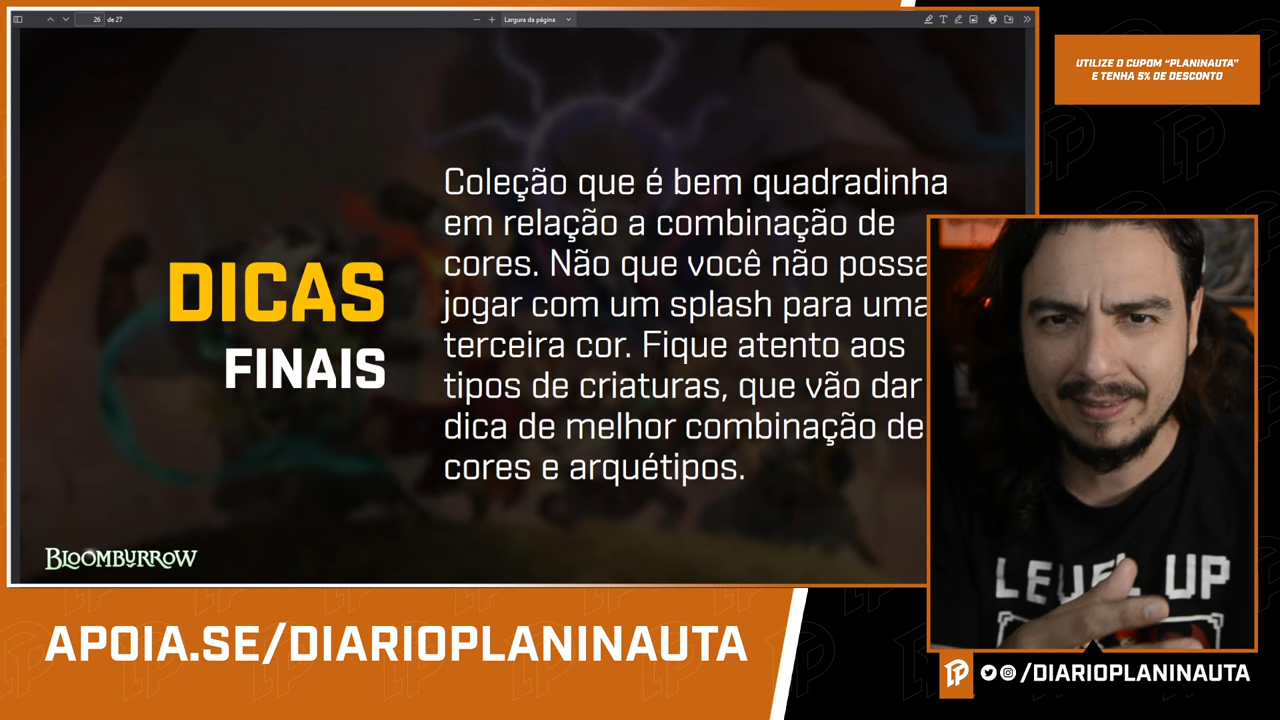 26 de 27
Largura da página
UTILIZE O CUPOM “PLANINAUTA”
E TENHA 5% DE DESCONTO
DICAS
FINAIS
Coleção que é bem quadradinha
em relação a combinação de
cores. Não que você não possa
jogar com um splash para uma
terceira cor. Fique atento aos
tipos de criaturas, que vão dar
dica de melhor combinação de
cores e arquétipos.
BLOOMBURROW
LEVEL UP
APOIA.SE/DIARIOPLANINAUTA
/DIARIOPLANINAUTA